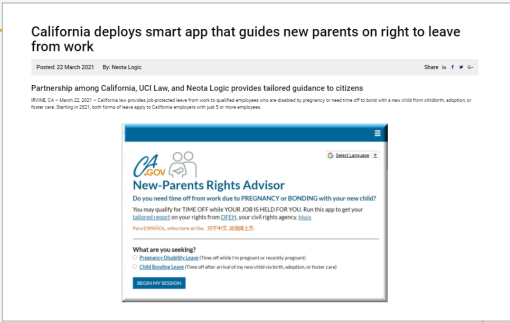 California deploys smart app that guides new parents on right to leave
from work
Posted: 22 March 2021 By: Neota Logic Share in f G+
Partnership among California, UCI Law, and Neota Logic provides tailored guidance to citizens
IRVINE, CA – March 22, 2021 – California law provides job-protected leave from work to qualified employees who are disabled by pregnancy or need time off to bond with a new child from childbirth, adoption, or
foster care. Starting in 2021, both forms of leave apply to California employers with just 5 or more employees.
G Select Language ?
CA
.GOV
New-Parents Rights Advisor
Do you need time off from work due to PREGNANCY or BONDING with your new child?
You may qualify for TIME OFF while YOUR JOB IS HELD FOR YOU. Run this app to get your
tailored report on your rights from DFEH, your civil rights agency. More
Para ESPAÑOL, seleccione arriba.
What are you seeking?
Pregnancy Disability Leave (Time off while I'm pregnant or recently pregnant)
Child Bonding Leave (Time off after arrival of my new child via birth, adoption, or foster care)
BEGIN MY SESSION